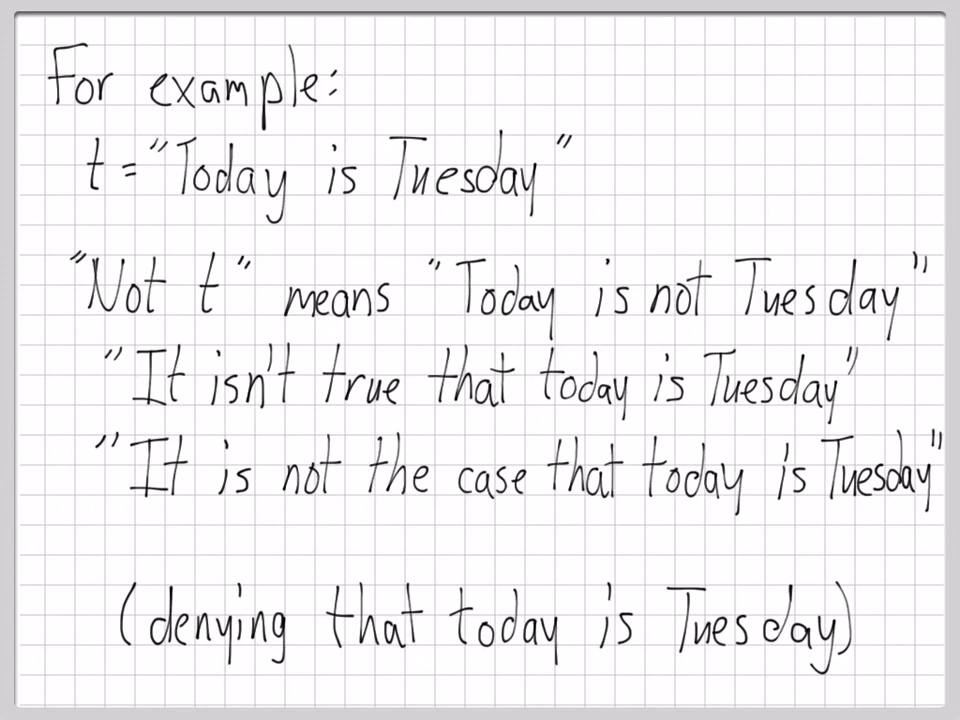 For example:
t = "Today is Tuesday"
"Not t" means "Today is not Tuesday"
"It isn't true that today is Tuesday"
"It is not the case that today is Tuesday"
(denying that today is Tuesday)